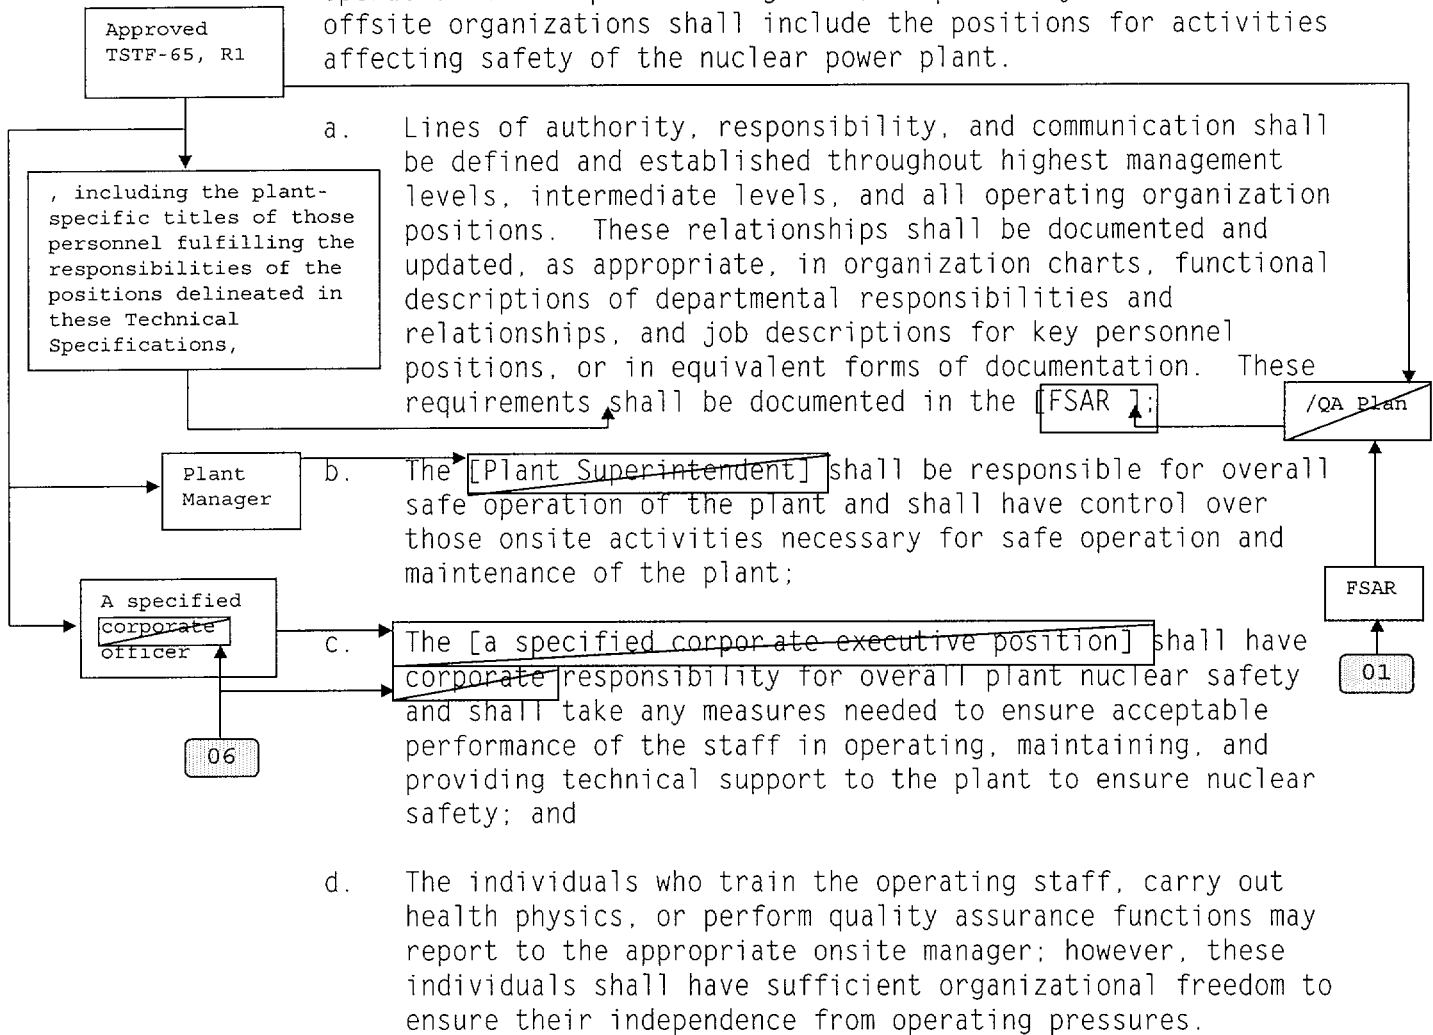 offsite organizations shall include the positions for activities
affecting safety of the nuclear power plant.
Approved
TSTF-65, R1
a. Lines of authority, responsibility, and communication shall
be defined and established throughout highest management
levels, intermediate levels, and all operating organization
positions. These relationships shall be documented and
updated, as appropriate, in organization charts, functional
descriptions of departmental responsibilities and
relationships, and job descriptions for key personnel
positions, or in equivalent forms of documentation. These
requirements shall be documented in the [FSAR ];
, including the plant-
specific titles of those
personnel fulfilling the
responsibilities of the
positions delineated in
these Technical
Specifications,
/QA Plan
FSAR
01
Plant
Manager
b. The [Plant Superintendent] shall be responsible for overall
safe operation of the plant and shall have control over
those onsite activities necessary for safe operation and
maintenance of the plant;
A specified
corporate
officer
06
c. The [a specified corporate executive position] shall have
corporate responsibility for overall plant nuclear safety
and shall take any measures needed to ensure acceptable
performance of the staff in operating, maintaining, and
providing technical support to the plant to ensure nuclear
safety; and
d. The individuals who train the operating staff, carry out
health physics, or perform quality assurance functions may
report to the appropriate onsite manager; however, these
individuals shall have sufficient organizational freedom to
ensure their independence from operating pressures.